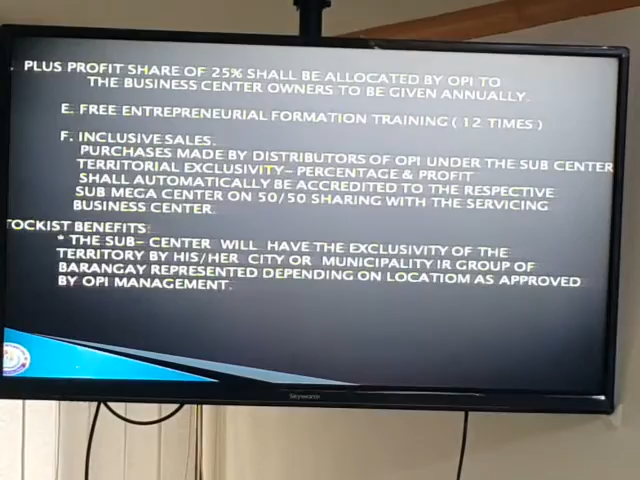 . PLUS PROFIT SHARE OF 25% SHALL BE ALLOCATED BY OPI TO
THE BUSINESS CENTER OWNERS TO BE GIVEN ANNUALLY.
E. FREE ENTREPRENEURIAL FORMATION TRAINING ( 12 TIMES )
F. INCLUSIVE SALES.
PURCHASES MADE BY DISTRIBUTORS OF OPI UNDER THE SUB CENTER
TERRITORIAL EXCLUSIVITY- PERCENTAGE & PROFIT
SHALL AUTOMATICALLY BE ACCREDITED TO THE RESPECTIVE
SUB MEGA CENTER ON 50/50 SHARING WITH THE SERVICING
BUSINESS CENTER.
TOCKIST BENEFITS:
* THE SUB- CENTER WILL HAVE THE EXCLUSIVITY OF THE
TERRITORY BY HIS/HER CITY OR MUNICIPALITY IR GROUP OF
BARANGAY REPRESENTED DEPENDING ON LOCATIOM AS APPROVED
BY OPI MANAGEMENT.
Skyworth